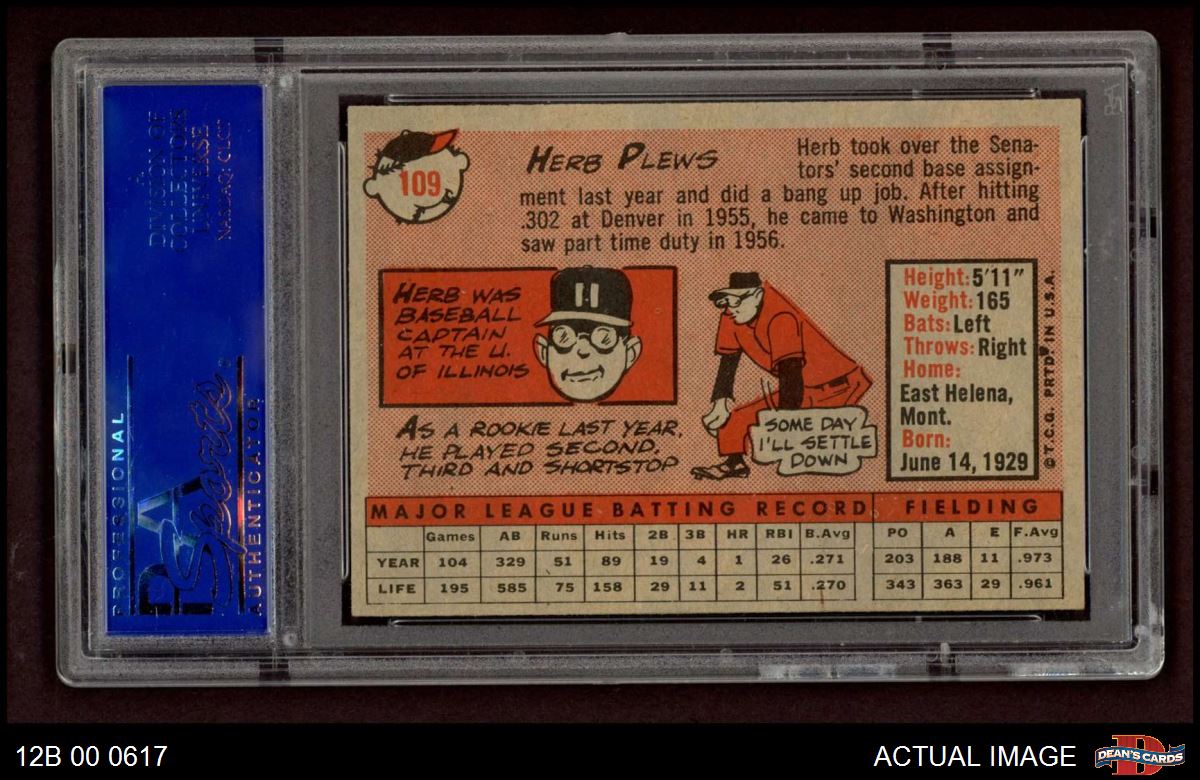 DIVISION OF
COLLECTORS
UNIVERSE
NASDAQ: CLCT
PROFESSIONAL
PSA
Sports
AUTHENTICATOR
109
HERB PLEWS
Herb took over the Sena-
tors' second base assign-
ment last year and did a bang up job. After hitting
.302 at Denver in 1955, he came to Washington and
saw part time duty in 1956.
HERB WAS
BASEBALL
CAPTAIN
AT THE U.
OF ILLINOIS
AS A ROOKIE LAST YEAR,
HE PLAYED SECOND,
THIRD AND SHORTSTOP
SOME DAY
I'LL SETTLE
DOWN
Height: 5'11"
Weight: 165
Bats: Left
Throws: Right
Home:
East Helena,
Mont.
Born:
June 14, 1929
©T.C.G. PRTD. IN U.S.A.
MAJOR LEAGUE BATTING RECORD FIELDING
Games AB Runs Hits 2B 3B HR RBI B.Avg PO A E F.Avg
YEAR 104 329 51 89 19 4 1 26 .271 203 188 11 .973
LIFE 195 585 75 158 29 11 2 51 .270 343 363 29 .961
12B 00 0617
ACTUAL IMAGE
DEAN'S CARDS